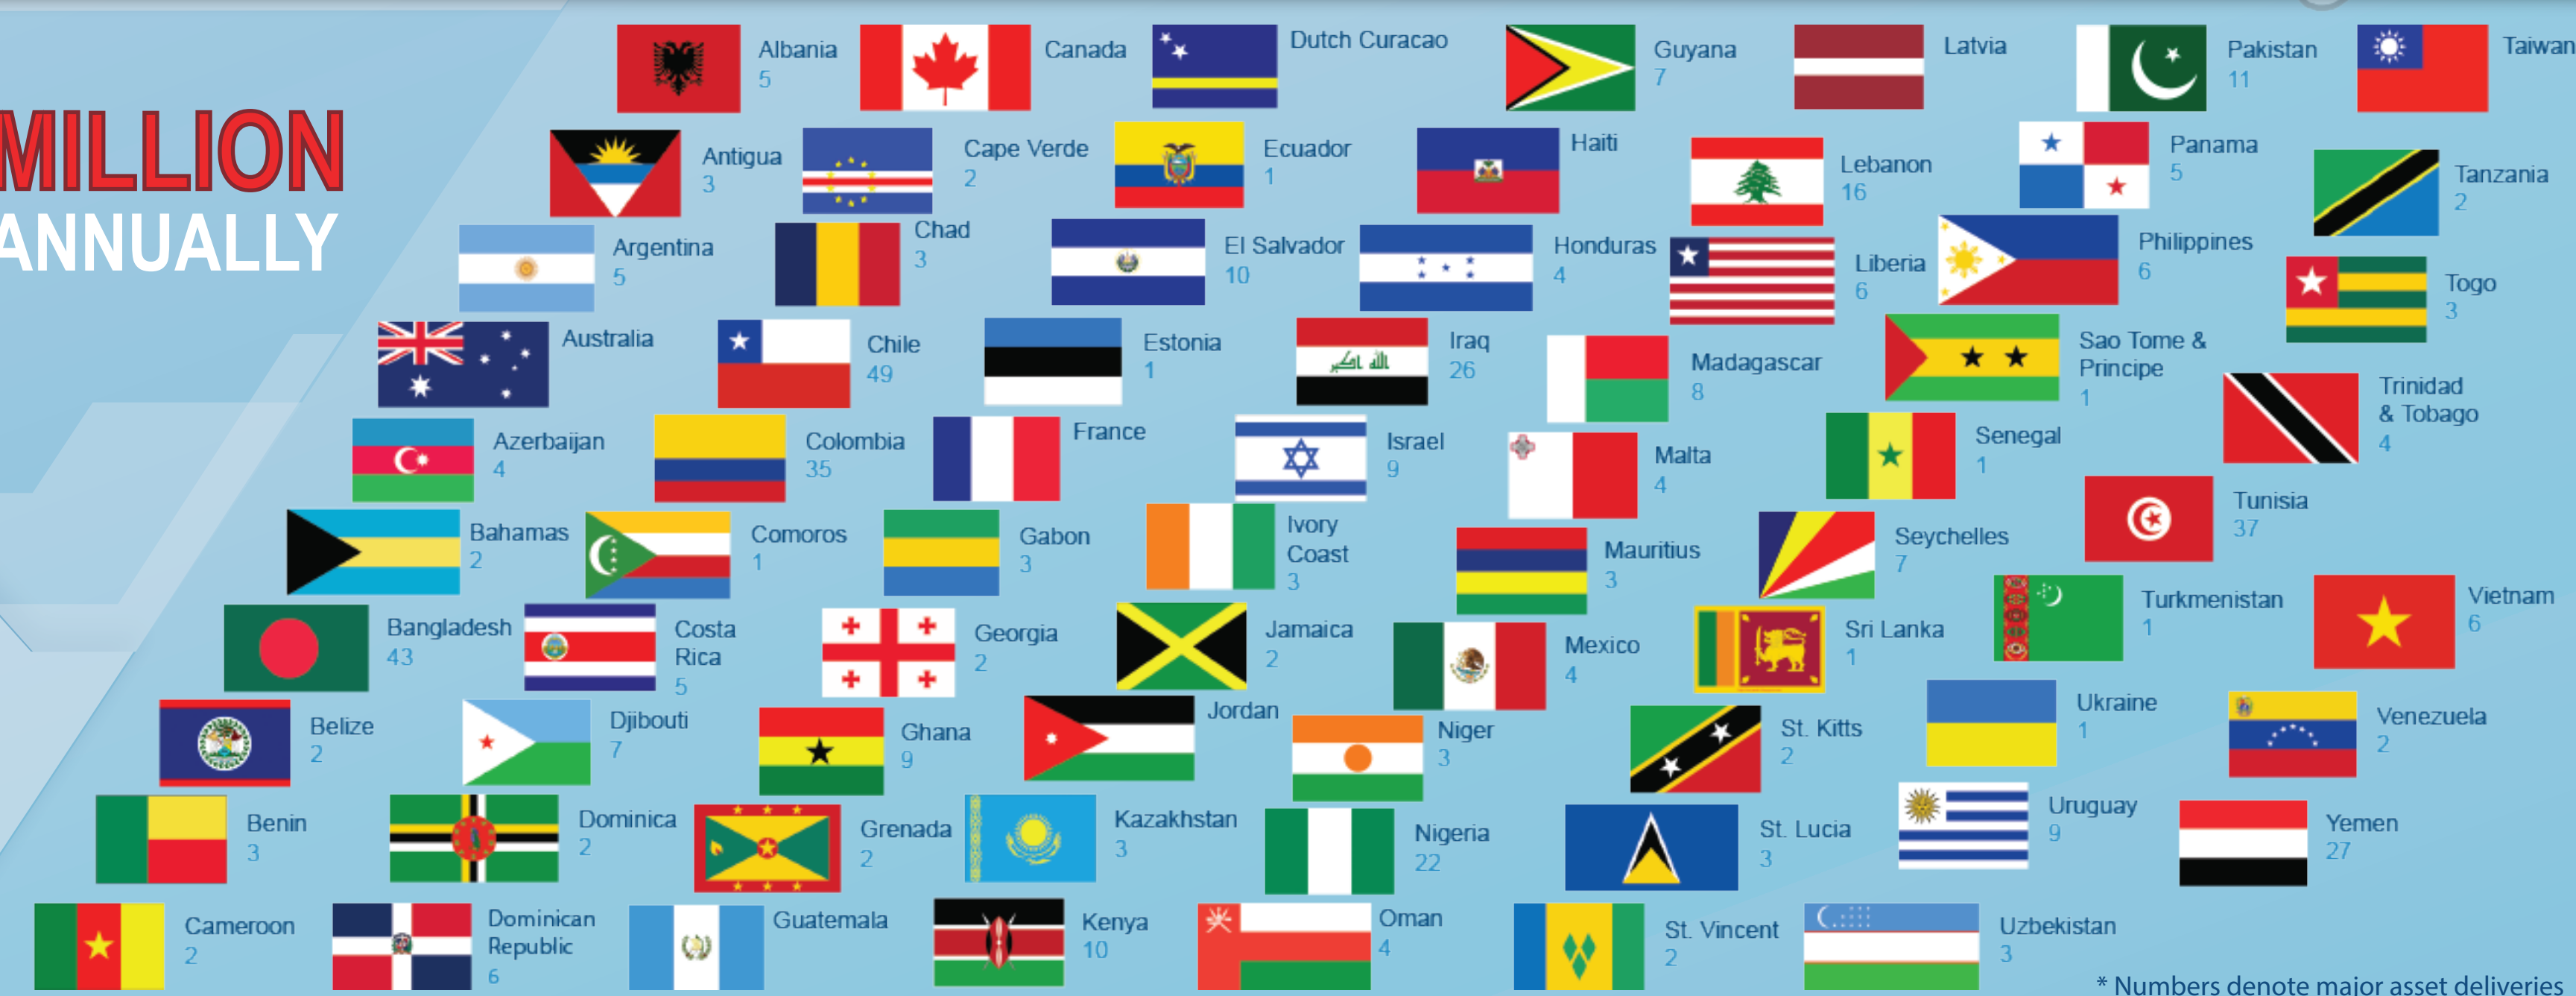 MILLION
ANNUALLY
Albania
5
Canada
Dutch Curacao
Guyana
7
Latvia
Pakistan
11
Taiwan
Antigua
3
Cape Verde
2
Ecuador
1
Haiti
Lebanon
16
Panama
5
Tanzania
2
Argentina
5
Chad
3
El Salvador
10
Honduras
4
Liberia
6
Philippines
6
Togo
3
Australia
Chile
49
Estonia
1
Iraq
26
الله اكبر
Madagascar
8
Sao Tome &
Principe
1
Trinidad
& Tobago
4
Azerbaijan
4
Colombia
35
France
Israel
9
Malta
4
Senegal
1
Tunisia
37
Bahamas
2
Comoros
1
Gabon
3
Ivory
Coast
3
Mauritius
3
Seychelles
7
Turkmenistan
1
Vietnam
6
Bangladesh
43
Costa
Rica
5
Georgia
2
Jamaica
2
Mexico
4
Sri Lanka
1
Ukraine
1
Venezuela
2
Belize
2
Djibouti
7
Ghana
9
Jordan
Niger
3
St. Kitts
2
Uruguay
9
Yemen
27
Benin
3
Dominica
2
Grenada
2
Kazakhstan
3
Nigeria
22
St. Lucia
3
Cameroon
2
Dominican
Republic
6
Guatemala
Kenya
10
Oman
4
St. Vincent
2
Uzbekistan
3
* Numbers denote major asset deliveries